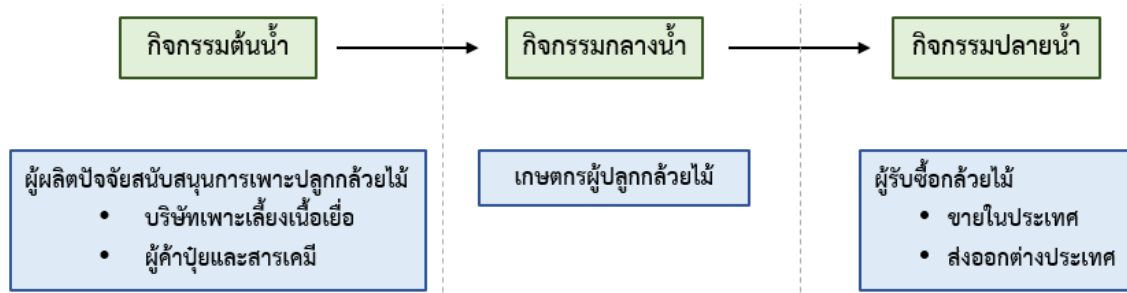 กิจกรรมต้นน้ำ
กิจกรรมกลางน้ำ
กิจกรรมปลายน้ำ
ผู้ผลิตปัจจัยสนับสนุนการเพาะปลูกกล้วยไม้
• บริษัทเพาะเลี้ยงเนื้อเยื่อ
• ผู้ค้าปุ๋ยและสารเคมี
เกษตกรผู้ปลูกกล้วยไม้
ผู้รับซื้อกล้วยไม้
• ขายในประเทศ
• ส่งออกต่างประเทศ